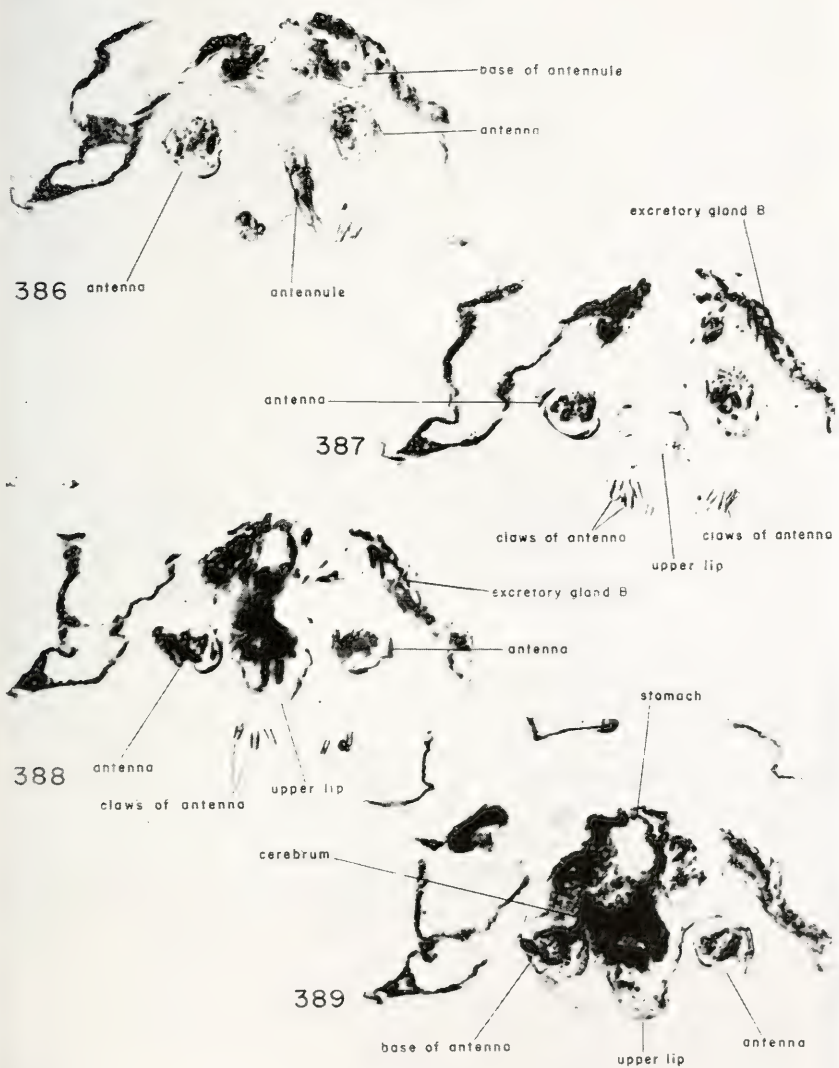 base of antennule
antenna
386
antenna
antennule
excretory gland B
antenna
387
claws of antenna
claws of antenna
upper lip
excretory gland B
antenna
388
antenna
claws of antenna
upper lip
stomach
cerebrum
389
base of antenna
upper lip
antenna